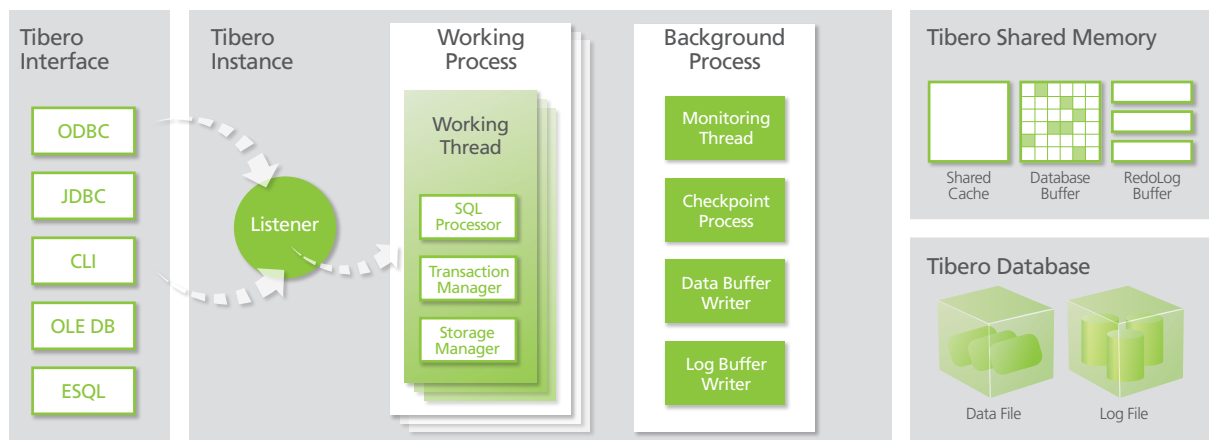 Tibero
Interface
ODBC
JDBC
CLI
OLE DB
ESQL
Tibero
Instance
Listener
Working
Process
Working
Thread
SQL
Processor
Transaction
Manager
Storage
Manager
Background
Process
Monitoring
Thread
Checkpoint
Process
Data Buffer
Writer
Log Buffer
Writer
Tibero Shared Memory
Shared
Cache
Database
Buffer
RedoLog
Buffer
Tibero Database
Data File
Log File